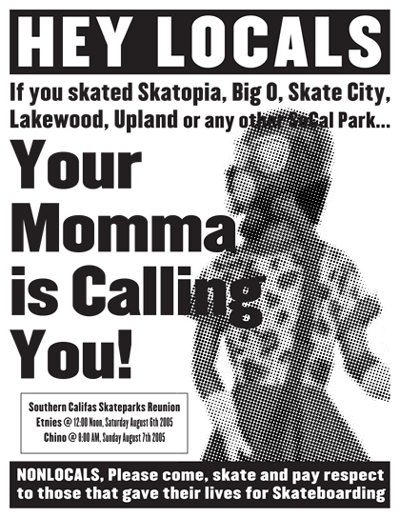 HEY LOCALS
If you skated Skatopia, Big O, Skate City,
Lakewood, Upland or any other SoCal Park...
Your
Momma
is Calling
You!
Southern Califas Skateparks Reunion
Etnies @ 12:00 Noon, Saturday August 6th 2005
Chino @ 8:00 AM, Sunday August 7th 2005
NONLOCALS, Please come, skate and pay respect
to those that gave their lives for Skateboarding